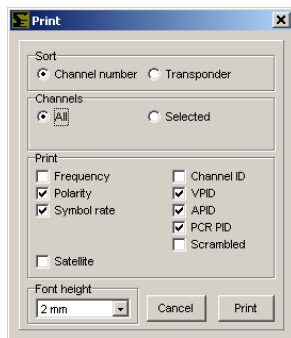 Print
Sort
Channel number Transponder
Channels
All Selected
Print
Frequency Channel ID
Polarity VPID
Symbol rate APID
PCR PID
Scrambled
Satellite
Font height
2 mm Cancel Print